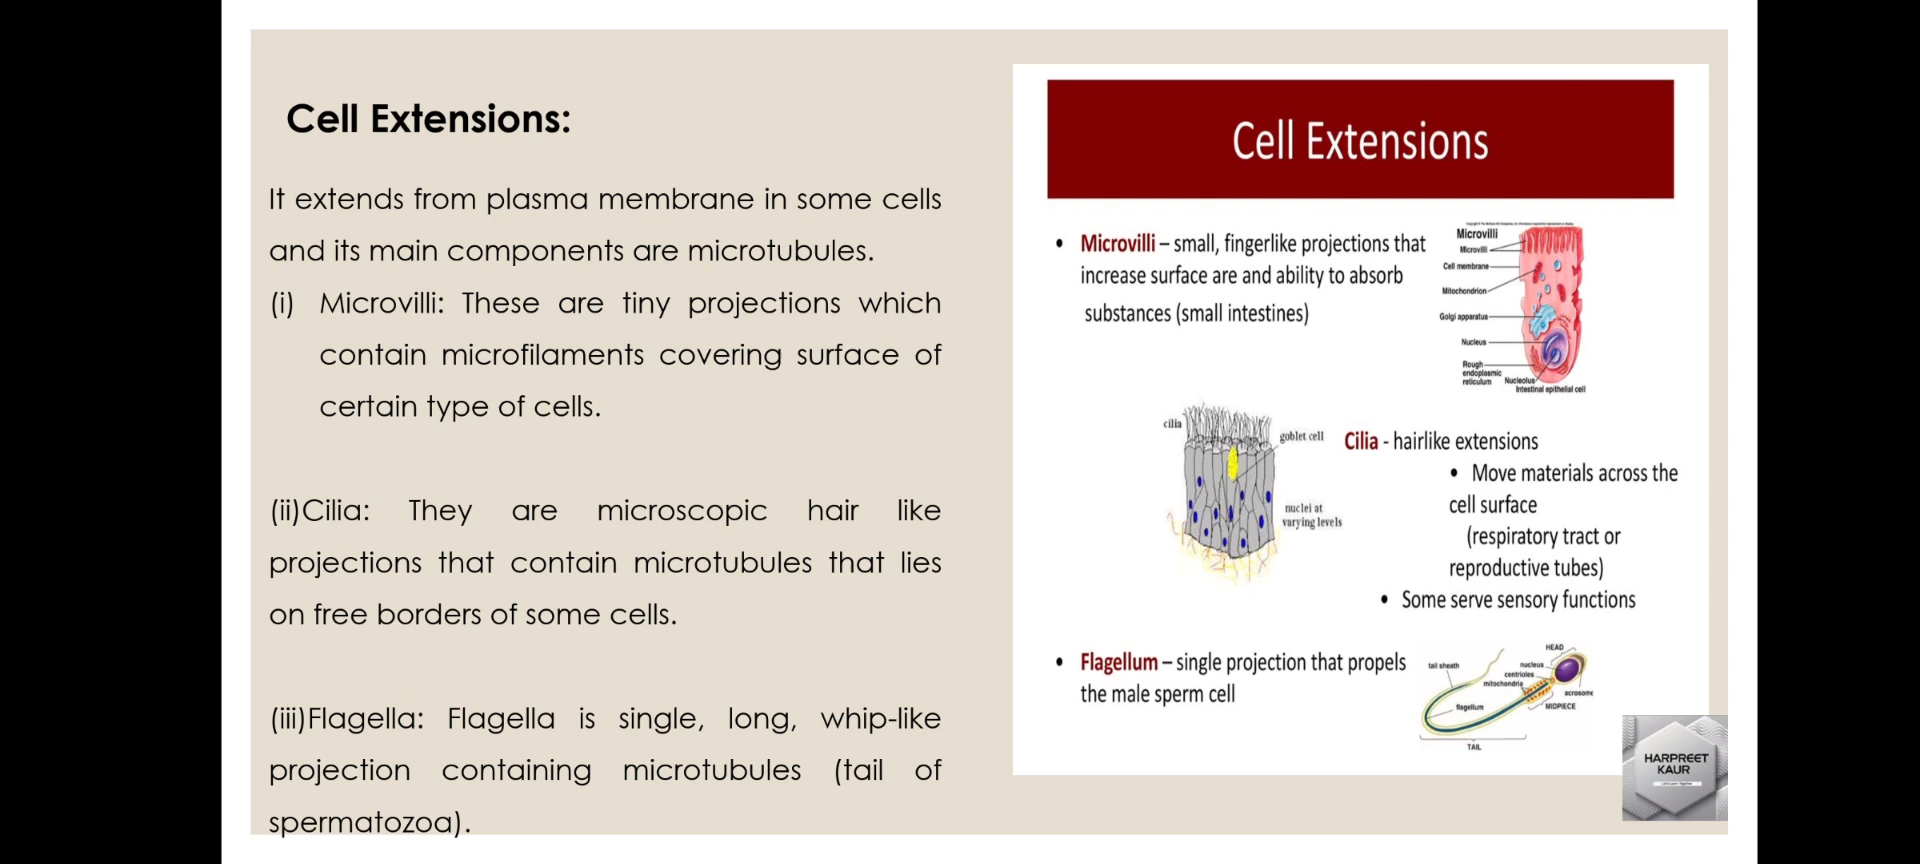 Cell Extensions:
It extends from plasma membrane in some cells
and its main components are microtubules.
(i) Microvilli: These are tiny projections which
contain microfilaments covering surface of
certain type of cells.
(ii)Cilia: They are microscopic hair like
projections that contain microtubules that lies
on free borders of some cells.
(iii)Flagella: Flagella is single, long, whip-like
projection containing microtubules (tail of
spermatozoa).
Cell Extensions
• Microvilli – small, fingerlike projections that
increase surface are and ability to absorb
substances (small intestines)
Microvilli
Microvilli
Cell membrane
Mitochondrion
Golgi apparatus
Nucleus
Rough
endoplasmic
reticulum
Nucleolus
Intestinal epithelial cell
cilia
goblet cell
nuclei at
varying levels
Cilia - hairlike extensions
• Move materials across the
cell surface
(respiratory tract or
reproductive tubes)
• Some serve sensory functions
• Flagellum – single projection that propels
the male sperm cell
HEAD
tail sheath
nucleus
centrioles
mitochondria
acrosome
flagellum
MIDPIECE
TAIL
HARPREET
KAUR